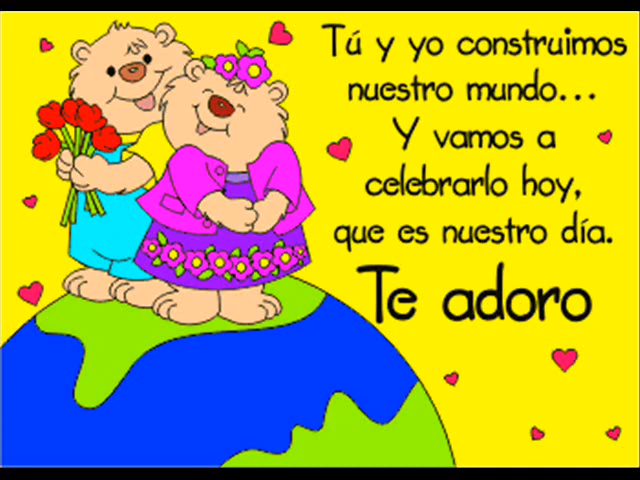 Tú y yo construimos
nuestro mundo...
Y vamos a
celebrarlo hoy,
que es nuestro día.
Te adoro